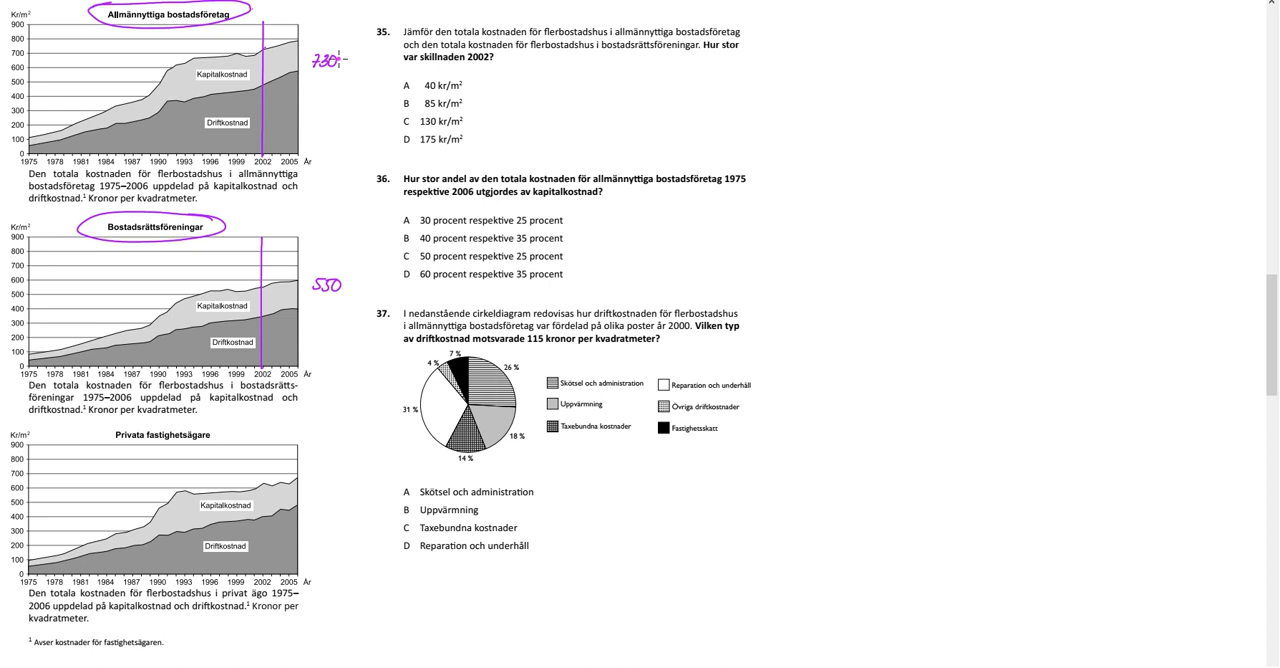 Allmännyttiga bostadsföretag
Kr/m²
900
800
700
600
500
400
300
200
100
0
Kapitalkostnad
Driftkostnad
1975 1978 1981 1984 1987 1990 1993 1996 1999 2002 2005 År
730
Den totala kostnaden för flerbostadshus i allmännyttiga
bostadsföretag 1975–2006 uppdelad på kapitalkostnad och
driftkostnad.¹ Kronor per kvadratmeter.
Bostadsrättsföreningar
Kr/m²
900
800
700
600
500
400
300
200
100
0
Kapitalkostnad
Driftkostnad
1975 1978 1981 1984 1987 1990 1993 1996 1999 2002 2005 År
550
Den totala kostnaden för flerbostadshus i bostadsrätts-
föreningar 1975–2006 uppdelad på kapitalkostnad och
driftkostnad.¹ Kronor per kvadratmeter.
Privata fastighetsägare
Kr/m²
900
800
700
600
500
400
300
200
100
0
Kapitalkostnad
Driftkostnad
1975 1978 1981 1984 1987 1990 1993 1996 1999 2002 2005 År
Den totala kostnaden för flerbostadshus i privat ägo 1975–
2006 uppdelad på kapitalkostnad och driftkostnad.¹ Kronor per
kvadratmeter.
¹ Avser kostnader för fastighetsägaren.
35. Jämför den totala kostnaden för flerbostadshus i allmännyttiga bostadsföretag
och den totala kostnaden för flerbostadshus i bostadsrättsföreningar. Hur stor
var skillnaden 2002?
A 40 kr/m²
B 85 kr/m²
C 130 kr/m²
D 175 kr/m²
36. Hur stor andel av den totala kostnaden för allmännyttiga bostadsföretag 1975
respektive 2006 utgjordes av kapitalkostnad?
A 30 procent respektive 25 procent
B 40 procent respektive 35 procent
C 50 procent respektive 25 procent
D 60 procent respektive 35 procent
37. I nedanstående cirkeldiagram redovisas hur driftkostnaden för flerbostadshus
i allmännyttiga bostadsföretag var fördelad på olika poster år 2000. Vilken typ
av driftkostnad motsvarade 115 kronor per kvadratmeter?
7 %
4 %
26 %
31 %
18 %
14 %
Skötsel och administration
Uppvärmning
Taxebundna kostnader
Reparation och underhåll
Övriga driftkostnader
Fastighetsskatt
A Skötsel och administration
B Uppvärmning
C Taxebundna kostnader
D Reparation och underhåll